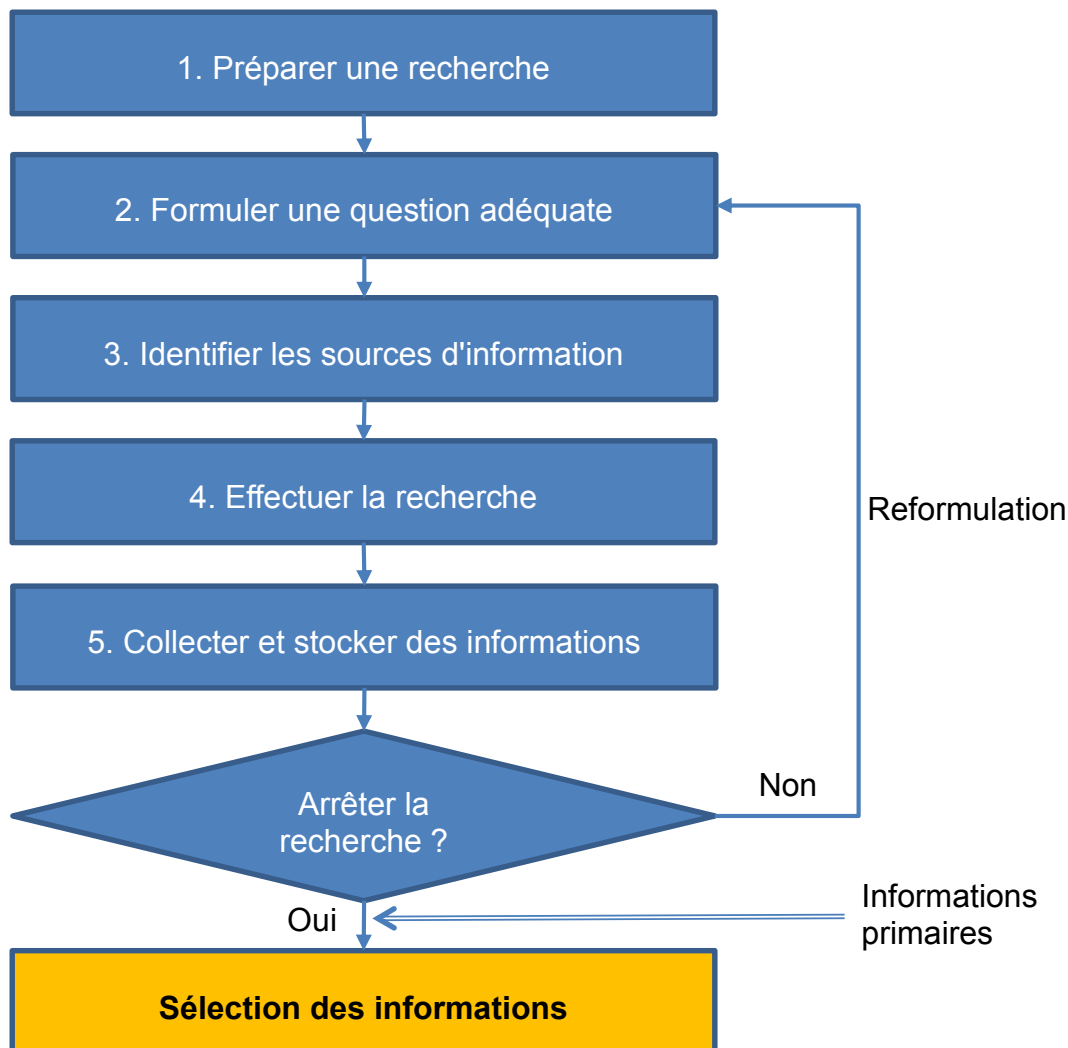 1. Préparer une recherche
2. Formuler une question adéquate
3. Identifier les sources d'information
4. Effectuer la recherche
Reformulation
5. Collecter et stocker des informations
Non
Arrêter la
recherche ?
Oui
Informations
primaires
Sélection des informations